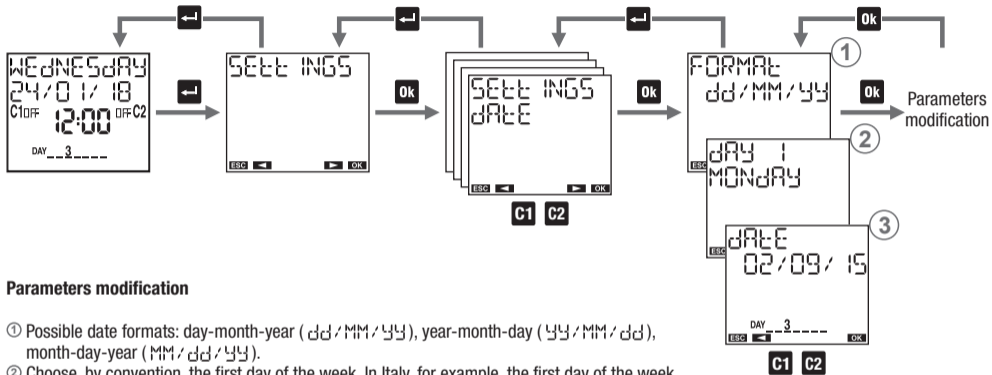 Ok
WEdNESdAY
24/01/18
C1OFF 12:00 OFF C2
DAY _ _ 3 _ _ _ _
SEtt INGS
ESC ◄ ► OK
Ok
SEtt INGS
dAtE
ESC ◄ ► OK
C1 C2
Ok
FORMAt
dd/MM/YY
ESC
1
dAY 1
MONdAY
ESC
2
dAtE
02/09/15
DAY _ _ 3 _ _ _ _
ESC ◄ OK
3
C1 C2
Ok
Parameters
modification
Parameters modification
① Possible date formats: day-month-year (dd/MM/YY), year-month-day (YY/MM/dd),
month-day-year (MM/dd/YY).
② Choose, by convention, the first day of the week. In Italy, for example, the first day of the week